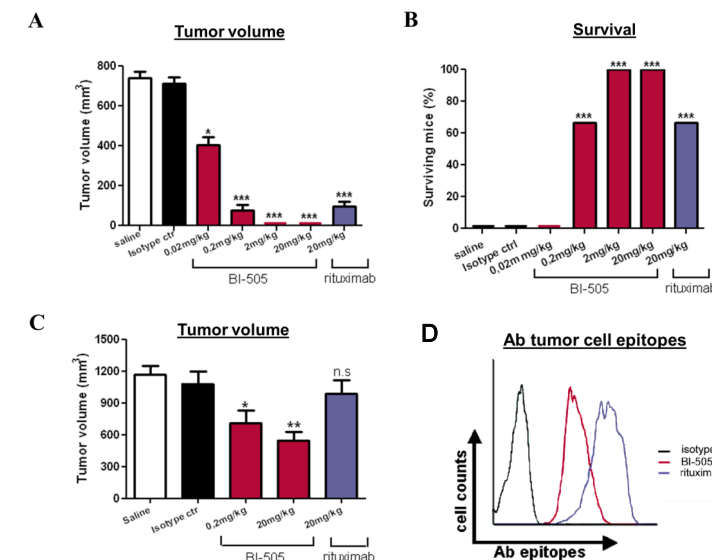 A
Tumor volume
Tumor volume (mm³)
800
600
400
200
0
*
***
***
***
***
saline
Isotype ctr
0,02mg/kg
0,2mg/kg
2mg/kg
20mg/kg
20mg/kg
BI-505
rituximab
B
Survival
Surviving mice (%)
100
80
60
40
20
0
***
***
***
***
saline
Isotype ctrl
0,02m mg/kg
0,2mg/kg
2mg/kg
20mg/kg
20mg/kg
BI-505
rituximab
C
Tumor volume
Tumor volume (mm³)
1500
1200
900
600
300
0
*
**
n.s
Saline
Isotype ctr
0,2mg/kg
20mg/kg
20mg/kg
BI-505
rituximab
D
Ab tumor cell epitopes
cell counts
Ab epitopes
isotype
BI-505
rituxim